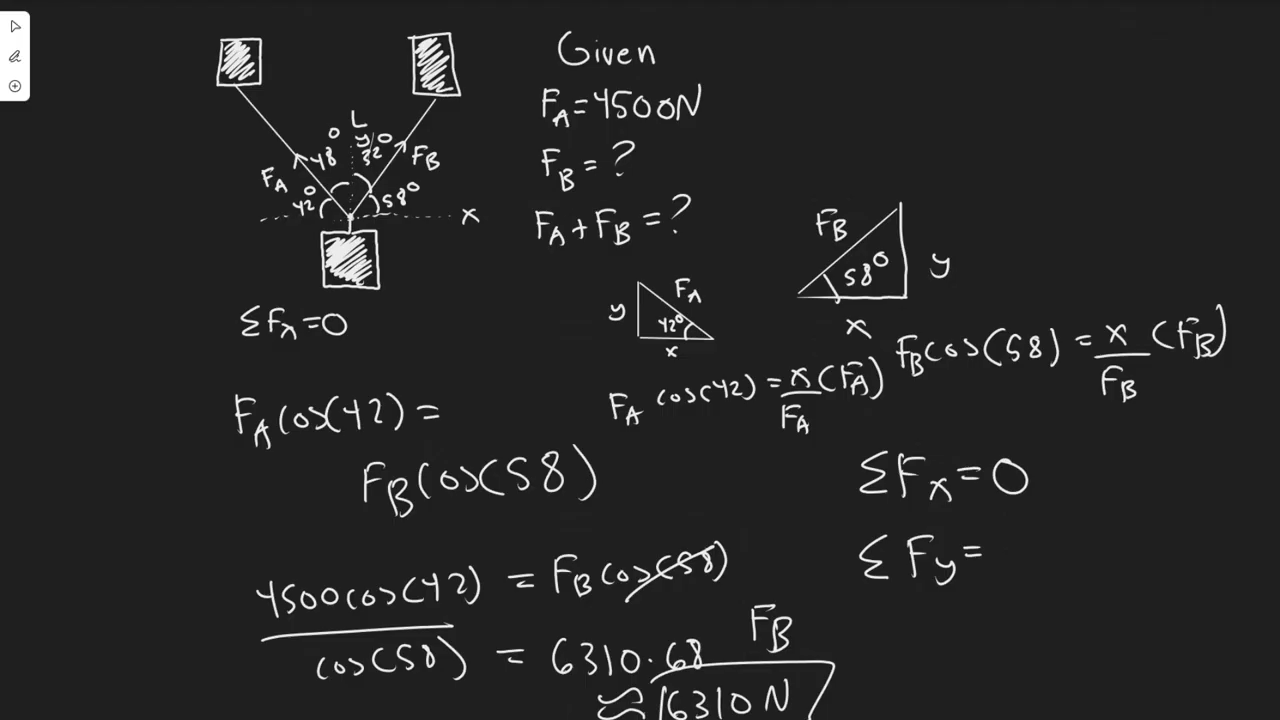 Given
F_A = 4500N
F_B = ?
F_A + F_B = ?
L
y
48°
32°
F_A
F_B
42°
58°
x
F_B
58°
y
x
F_A
y
42°
x
ΣF_x = 0
F_A cos(42) = x/F_A (F_A)
F_B cos(58) = x/F_B (F_B)
F_A cos(42) =
F_B cos(58)
ΣF_x = 0
ΣF_y =
4500cos(42) = F_B cos(58)
cos(58) = 6310.68
F_B
≈ 6310 N